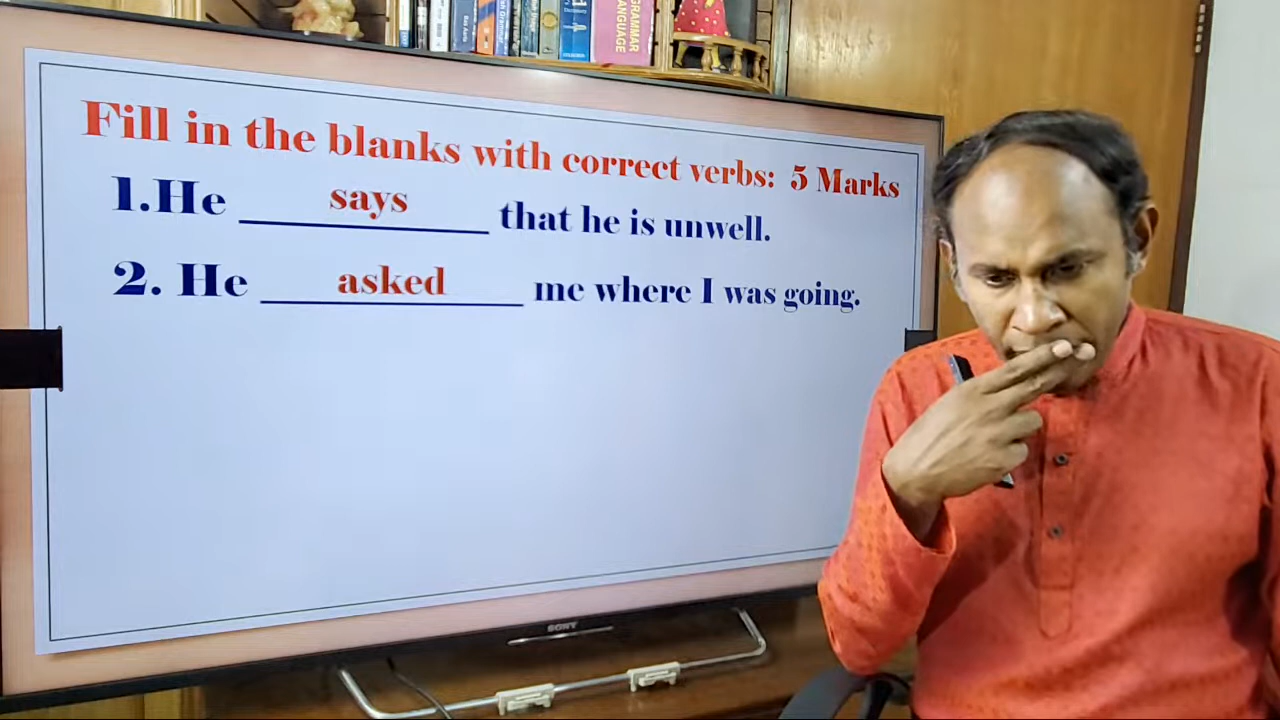 GRAMMAR
LANGUAGE
Fill in the blanks with correct verbs: 5 Marks
1.He says that he is unwell.
2. He asked me where I was going.
SONY